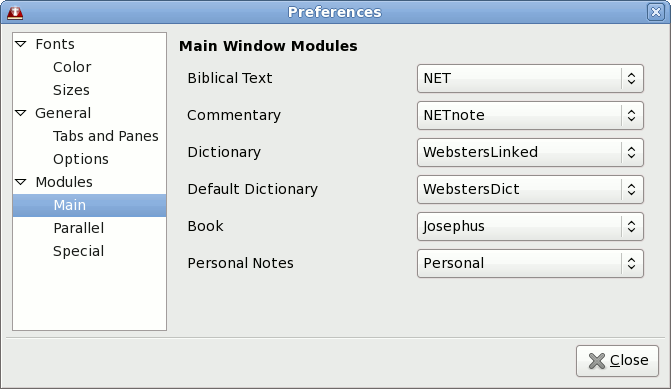 Preferences
Fonts
Color
Sizes
General
Tabs and Panes
Options
Modules
Main
Parallel
Special
Main Window Modules
Biblical Text NET
Commentary NETnote
Dictionary WebstersLinked
Default Dictionary WebstersDict
Book Josephus
Personal Notes Personal
Close